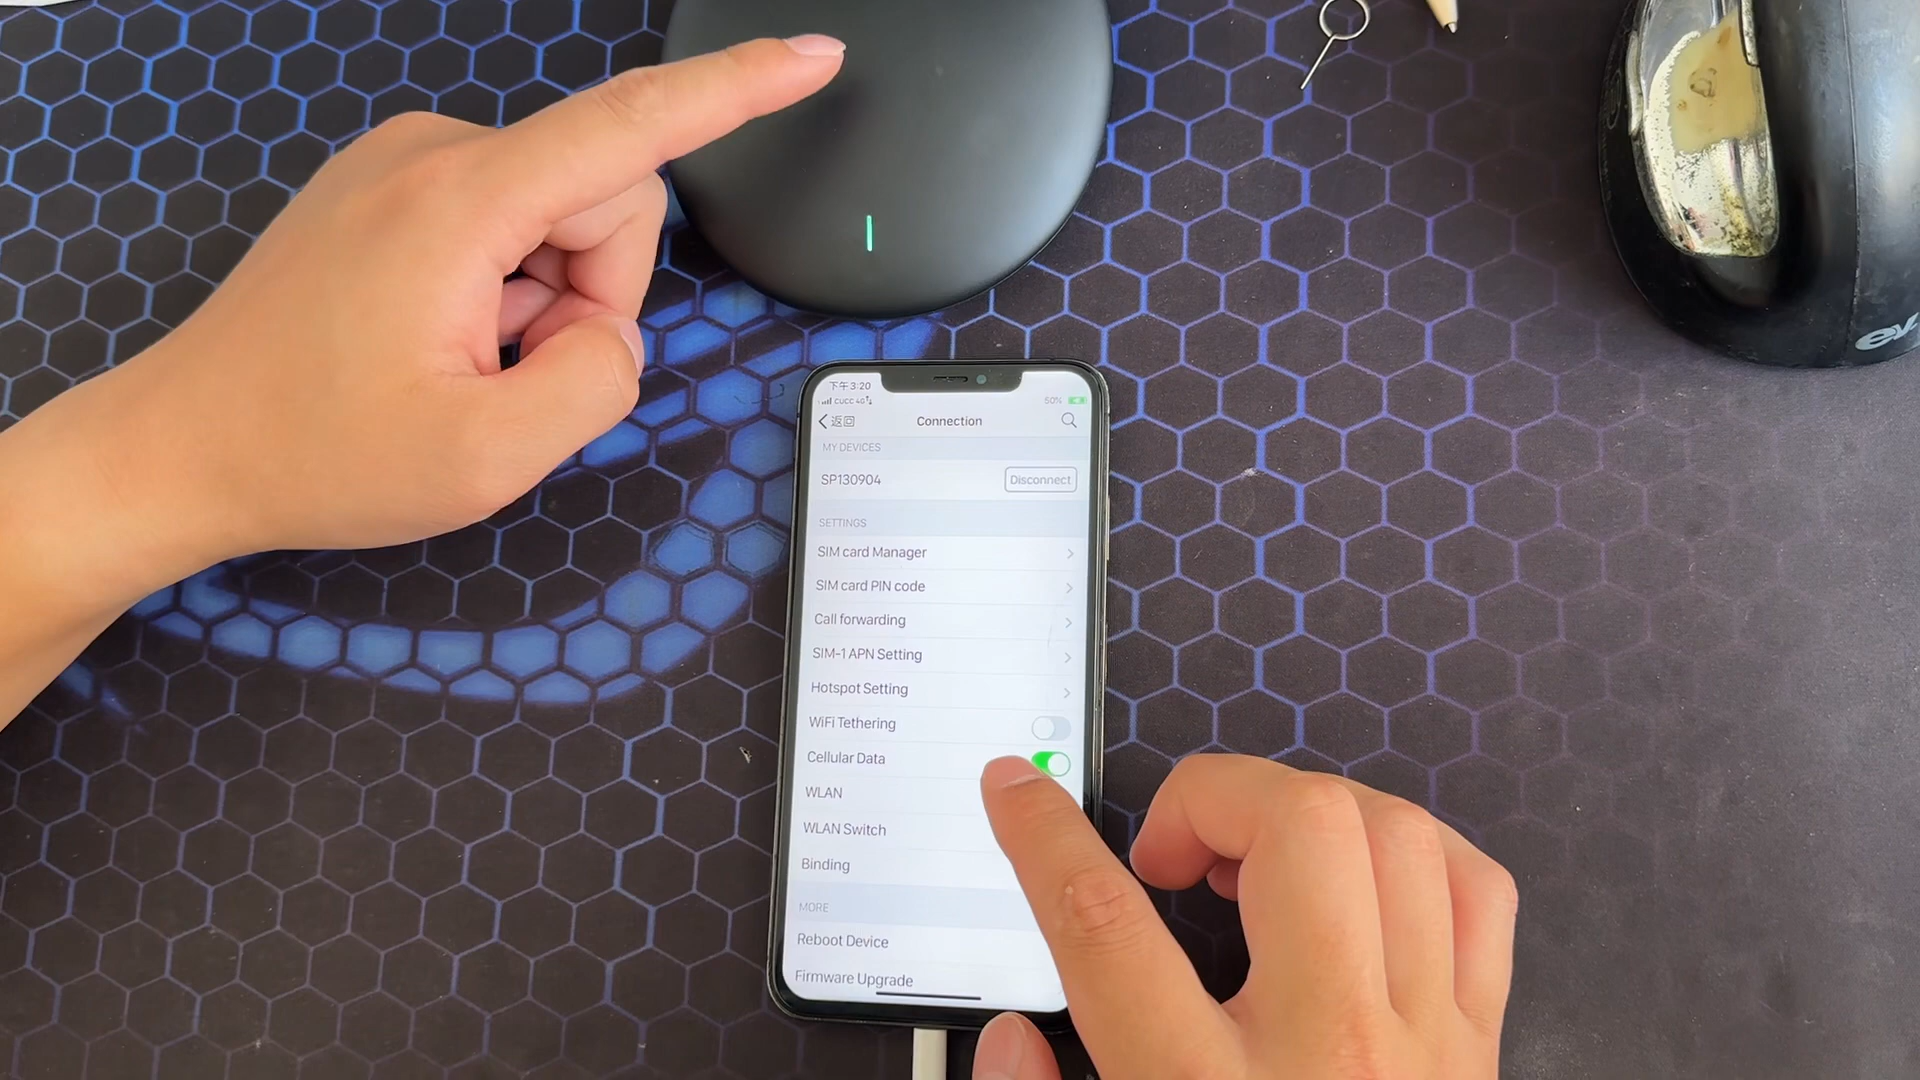 下午3:20
CUCC 4G
50%
返回
Connection
MY DEVICES
SP130904
Disconnect
SETTINGS
SIM card Manager
SIM card PIN code
Call forwarding
SIM-1 APN Setting
Hotspot Setting
WiFi Tethering
Cellular Data
WLAN
WLAN Switch
Binding
MORE
Reboot Device
Firmware Upgrade